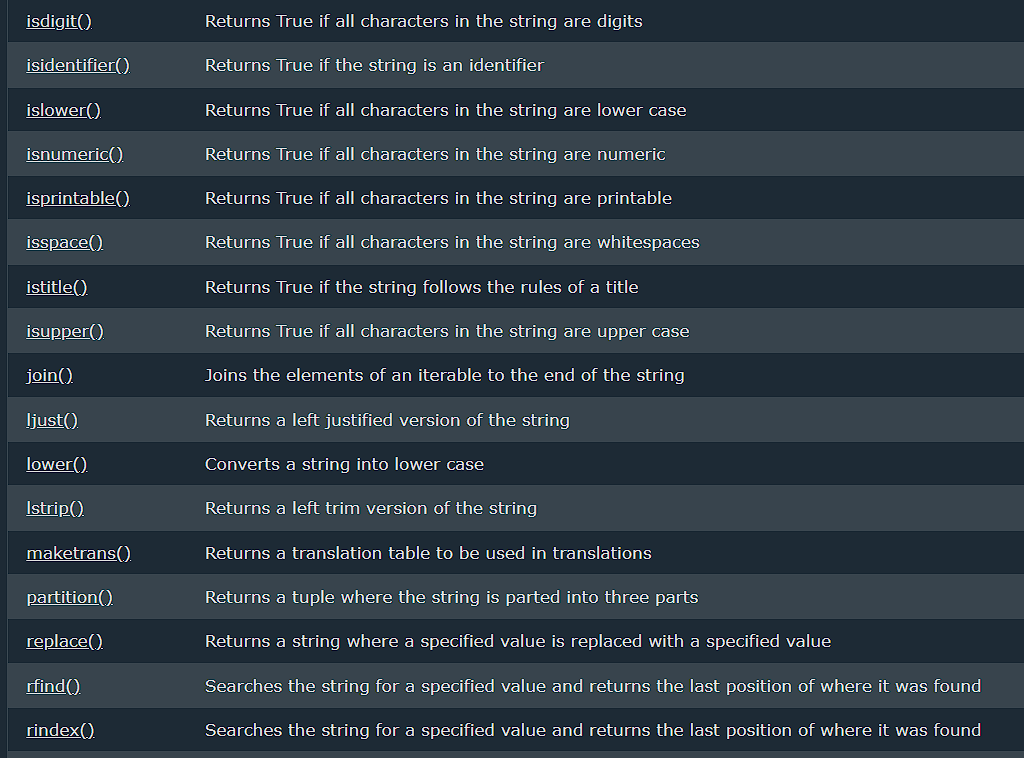 isdigit() Returns True if all characters in the string are digits
isidentifier() Returns True if the string is an identifier
islower() Returns True if all characters in the string are lower case
isnumeric() Returns True if all characters in the string are numeric
isprintable() Returns True if all characters in the string are printable
isspace() Returns True if all characters in the string are whitespaces
istitle() Returns True if the string follows the rules of a title
isupper() Returns True if all characters in the string are upper case
join() Joins the elements of an iterable to the end of the string
ljust() Returns a left justified version of the string
lower() Converts a string into lower case
lstrip() Returns a left trim version of the string
maketrans() Returns a translation table to be used in translations
partition() Returns a tuple where the string is parted into three parts
replace() Returns a string where a specified value is replaced with a specified value
rfind() Searches the string for a specified value and returns the last position of where it was found
rindex() Searches the string for a specified value and returns the last position of where it was found